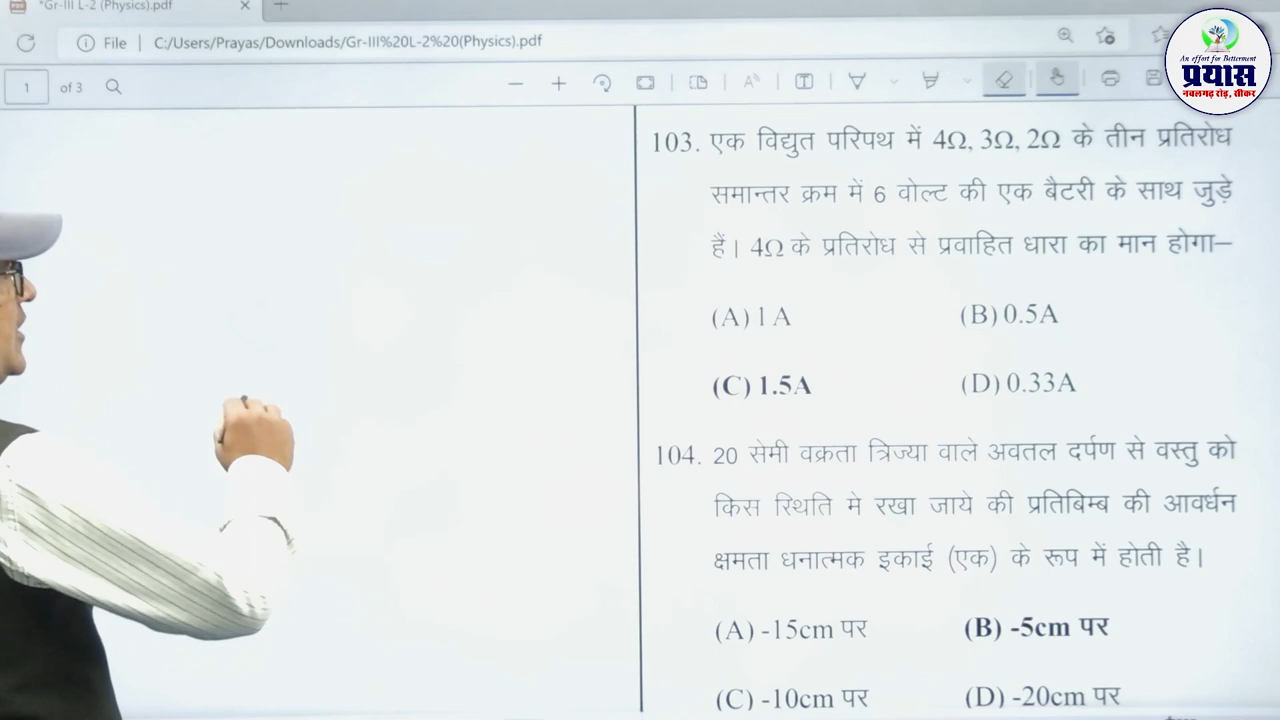 *Gr-III L-2 (Physics).pdf
File | C:/Users/Prayas/Downloads/Gr-III%20L-2%20(Physics).pdf
1 of 3
An effort for Betterment
प्रयास
नवलगढ़ रोड़, सीकर
103. एक विद्युत परिपथ में 4Ω, 3Ω, 2Ω के तीन प्रतिरोध
समान्तर क्रम में 6 वोल्ट की एक बैटरी के साथ जुड़े
हैं। 4Ω के प्रतिरोध से प्रवाहित धारा का मान होगा–
(A) 1A (B) 0.5A
(C) 1.5A (D) 0.33A
104. 20 सेमी वक्रता त्रिज्या वाले अवतल दर्पण से वस्तु को
किस स्थिति मे रखा जाये की प्रतिबिम्ब की आवर्धन
क्षमता धनात्मक इकाई (एक) के रूप में होती है।
(A) -15cm पर (B) -5cm पर
(C) -10cm पर (D) -20cm पर